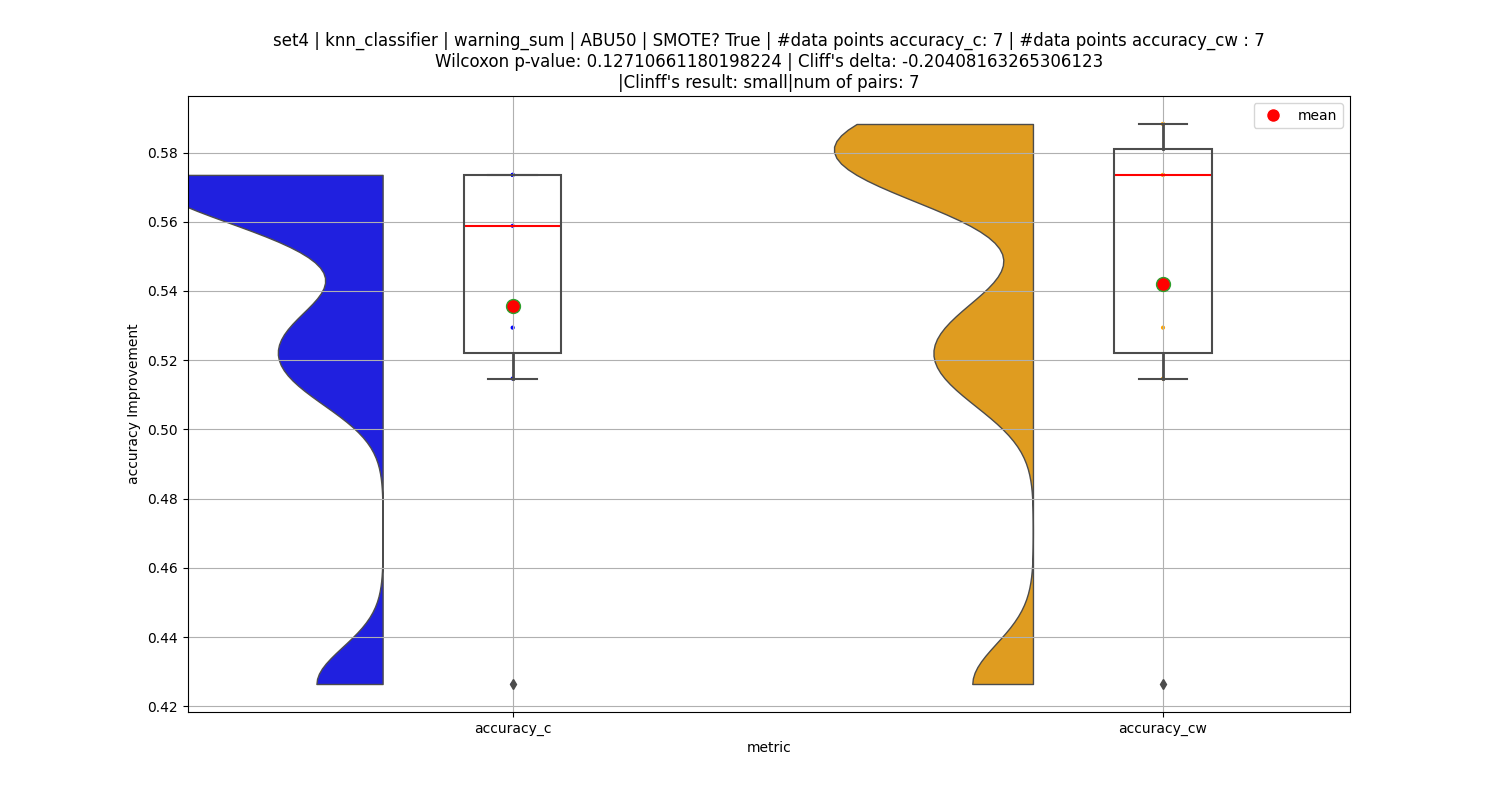 set4 | knn_classifier | warning_sum | ABU50 | SMOTE? True | #data points accuracy_c: 7 | #data points accuracy_cw : 7
Wilcoxon p-value: 0.12710661180198224 | Cliff's delta: -0.20408163265306123
|Clinff's result: small|num of pairs: 7
mean
accuracy Improvement
0.58
0.56
0.54
0.52
0.50
0.48
0.46
0.44
0.42
accuracy_c
accuracy_cw
metric